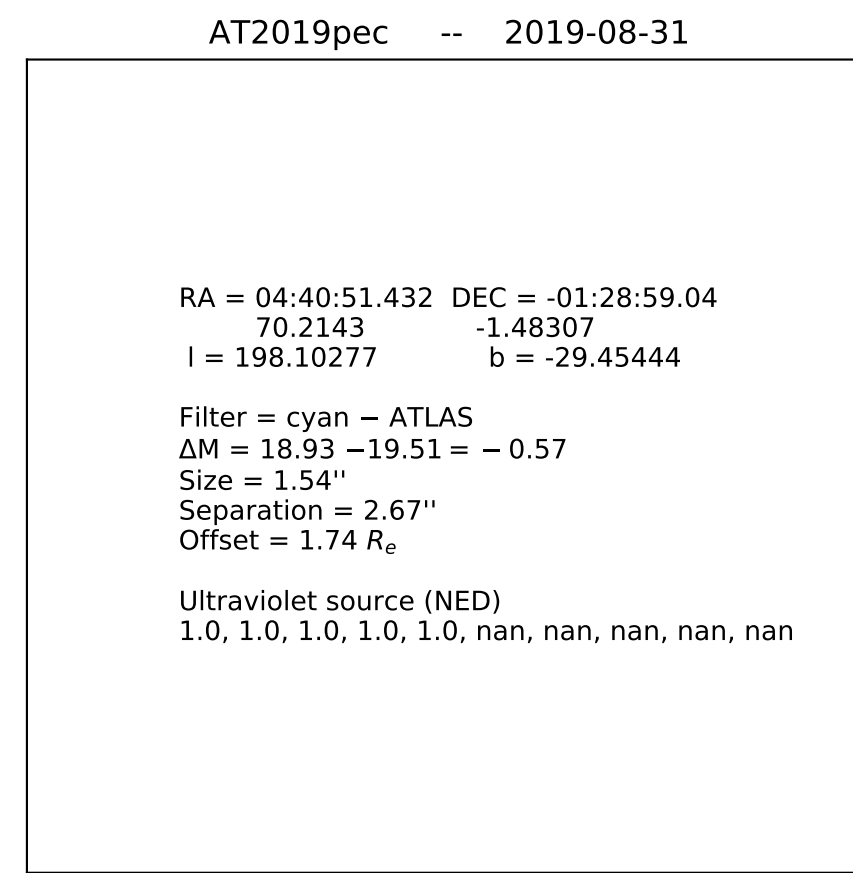 AT2019pec -- 2019-08-31
RA = 04:40:51.432 DEC = -01:28:59.04
70.2143 -1.48307
l = 198.10277 b = -29.45444
Filter = cyan − ATLAS
ΔM = 18.93 −19.51 = − 0.57
Size = 1.54''
Separation = 2.67''
Offset = 1.74 Rₑ
Ultraviolet source (NED)
1.0, 1.0, 1.0, 1.0, 1.0, nan, nan, nan, nan, nan